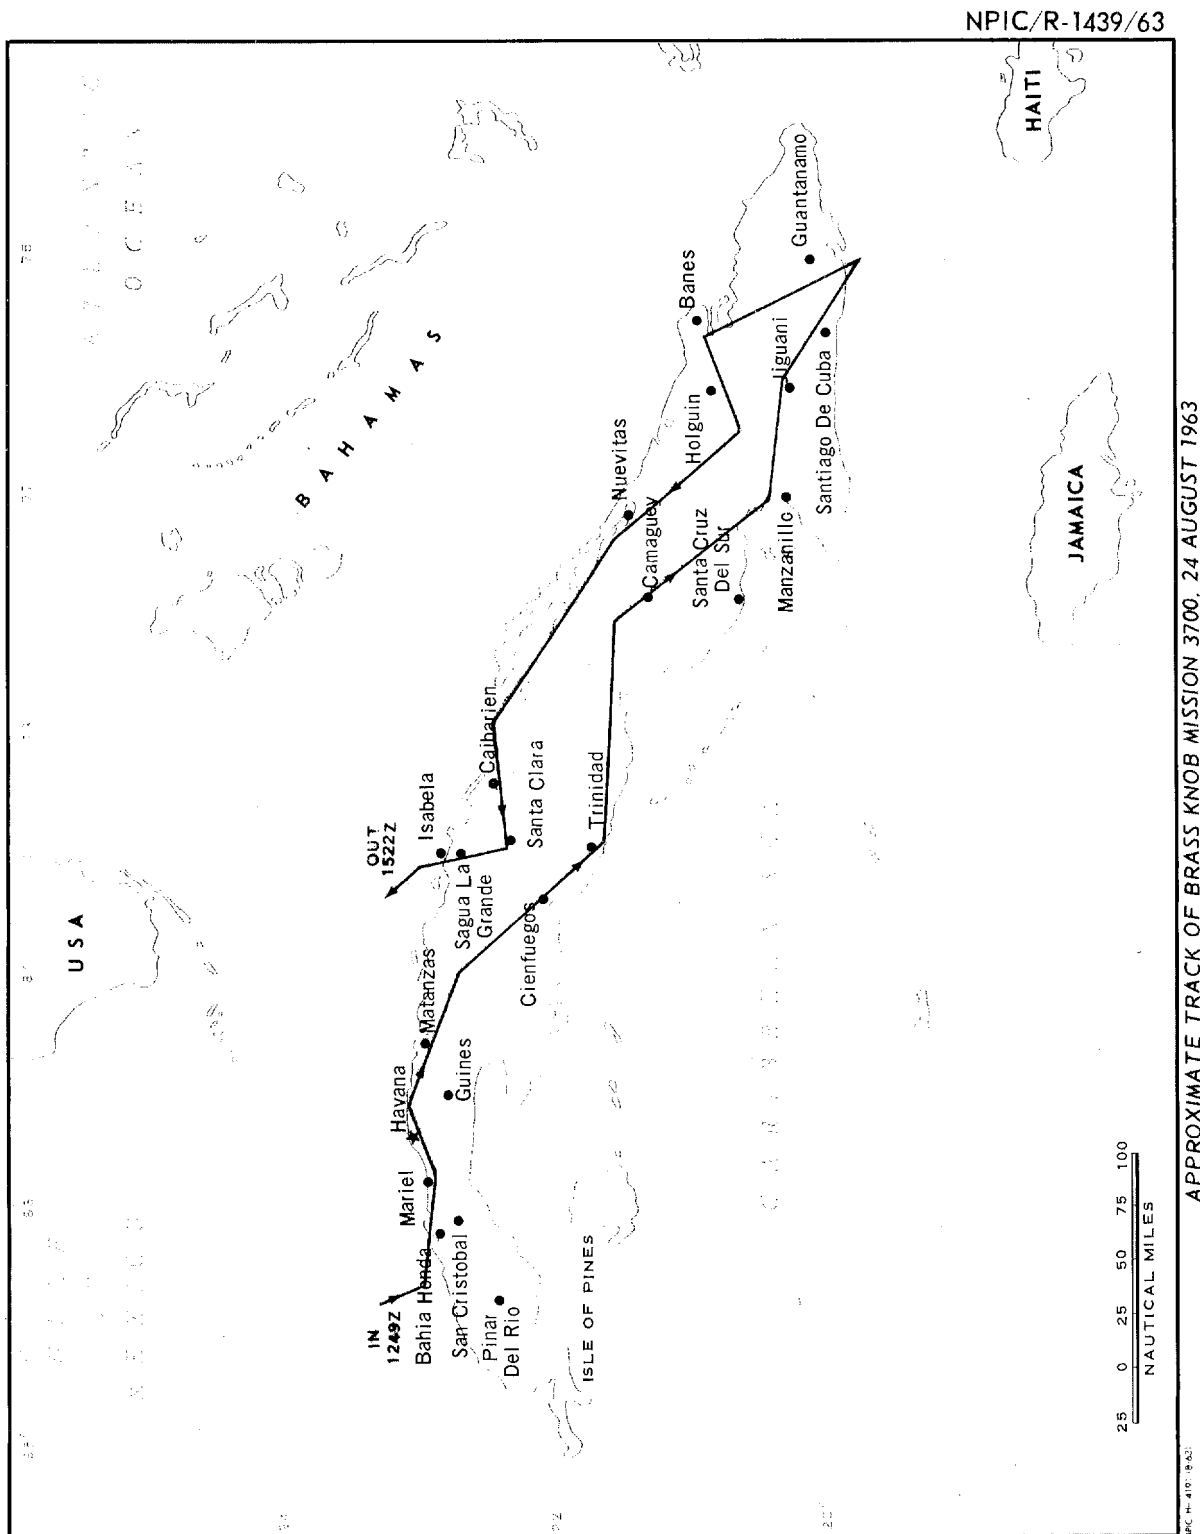 NPIC/R-1439/63
ATLANTIC
OCEAN
USA
BAHAMAS
HAITI
JAMAICA
OUT
1522Z
IN
1249Z
Havana
Matanzas
Mariel
Guines
Bahia Honda
San Cristobal
Pinar
Del Rio
ISLE OF PINES
Isabela
Sagua La
Grande
Caibarien
Santa Clara
Cienfuegos
Trinidad
Nuevitas
Camaguey
Santa Cruz
Del Sur
Holguin
Banes
Manzanillo
Jiguani
Santiago De Cuba
Guantanamo
25 0 25 50 75 100
NAUTICAL MILES
APPROXIMATE TRACK OF BRASS KNOB MISSION 3700, 24 AUGUST 1963